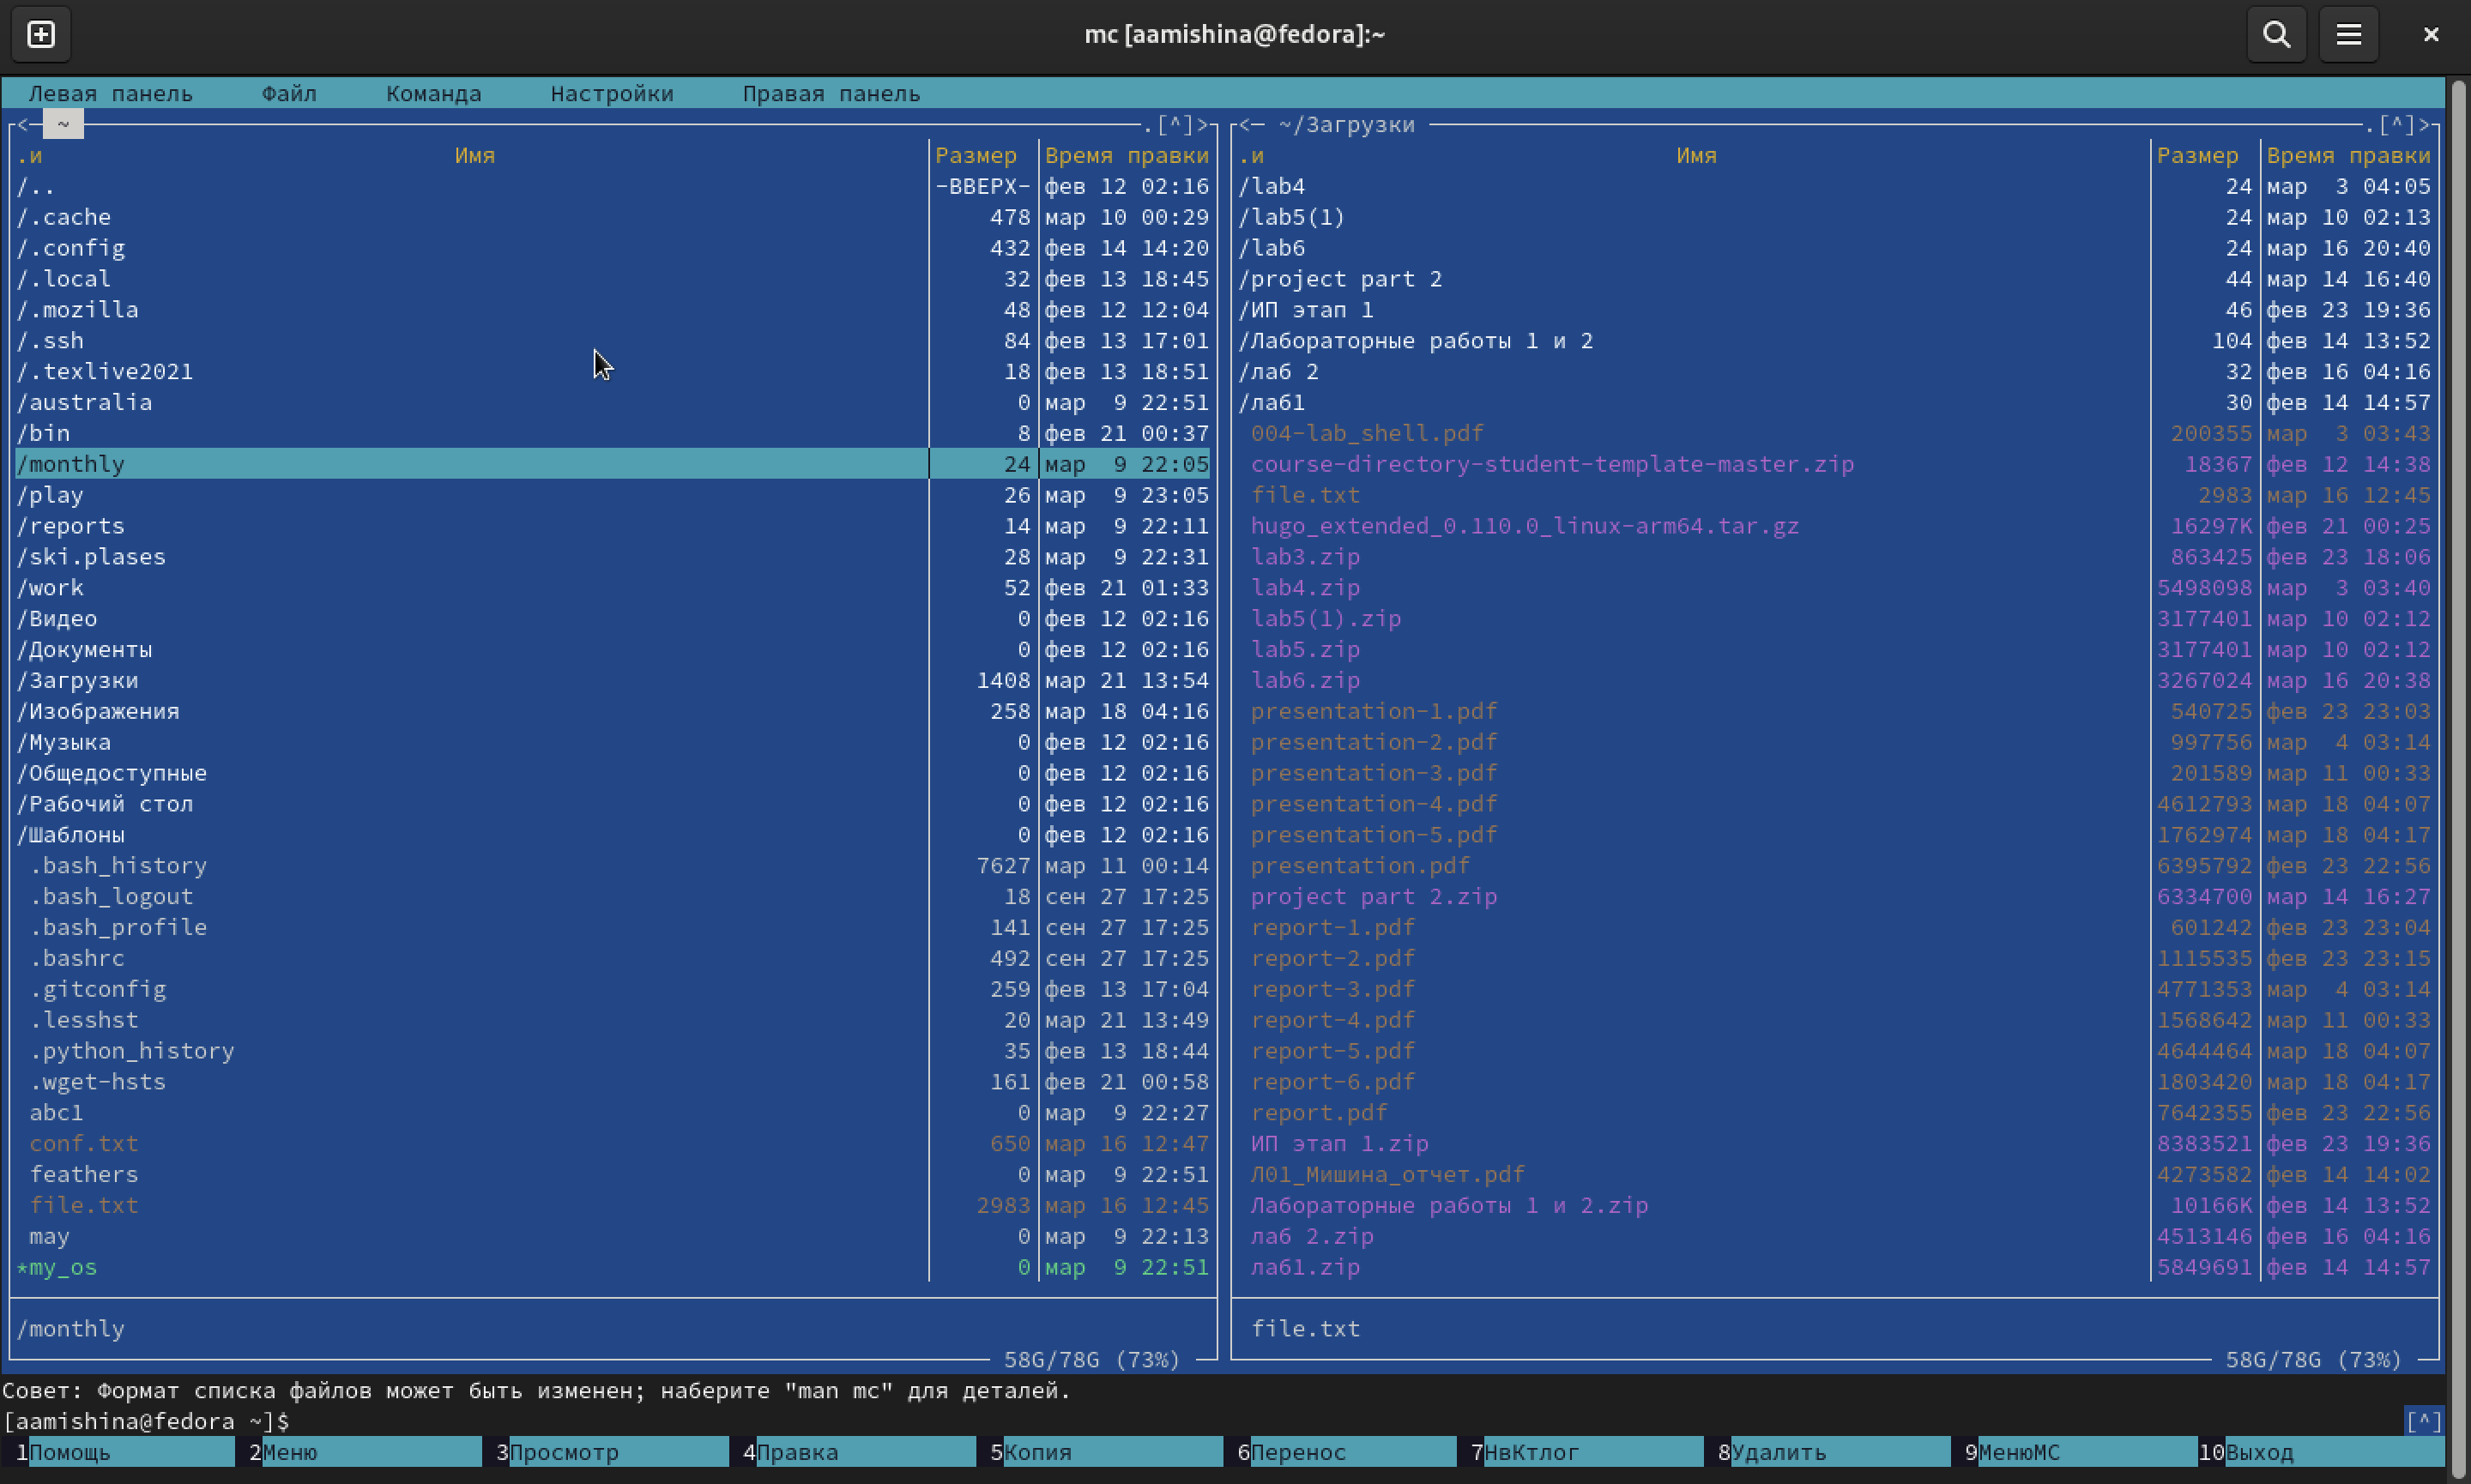 mc [aamishina@fedora]:~
Левая панель Файл Команда Настройки Правая панель
<— ~ .[^]>
.и Имя Размер Время правки
/.. -ВВЕРХ- фев 12 02:16
/.cache 478 мар 10 00:29
/.config 432 фев 14 14:20
/.local 32 фев 13 18:45
/.mozilla 48 фев 12 12:04
/.ssh 84 фев 13 17:01
/.texlive2021 18 фев 13 18:51
/australia 0 мар 9 22:51
/bin 8 фев 21 00:37
/monthly 24 мар 9 22:05
/play 26 мар 9 23:05
/reports 14 мар 9 22:11
/ski.plases 28 мар 9 22:31
/work 52 фев 21 01:33
/Видео 0 фев 12 02:16
/Документы 0 фев 12 02:16
/Загрузки 1408 мар 21 13:54
/Изображения 258 мар 18 04:16
/Музыка 0 фев 12 02:16
/Общедоступные 0 фев 12 02:16
/Рабочий стол 0 фев 12 02:16
/Шаблоны 0 фев 12 02:16
.bash_history 7627 мар 11 00:14
.bash_logout 18 сен 27 17:25
.bash_profile 141 сен 27 17:25
.bashrc 492 сен 27 17:25
.gitconfig 259 фев 13 17:04
.lesshst 20 мар 21 13:49
.python_history 35 фев 13 18:44
.wget-hsts 161 фев 21 00:58
abc1 0 мар 9 22:27
conf.txt 650 мар 16 12:47
feathers 0 мар 9 22:51
file.txt 2983 мар 16 12:45
may 0 мар 9 22:13
*my_os 0 мар 9 22:51
/monthly
58G/78G (73%)
<— ~/Загрузки .[^]>
.и Имя Размер Время правки
/lab4 24 мар 3 04:05
/lab5(1) 24 мар 10 02:13
/lab6 24 мар 16 20:40
/project part 2 44 мар 14 16:40
/ИП этап 1 46 фев 23 19:36
/Лабораторные работы 1 и 2 104 фев 14 13:52
/лаб 2 32 фев 16 04:16
/лаб1 30 фев 14 14:57
004-lab_shell.pdf 200355 мар 3 03:43
course-directory-student-template-master.zip 18367 фев 12 14:38
file.txt 2983 мар 16 12:45
hugo_extended_0.110.0_linux-arm64.tar.gz 16297K фев 21 00:25
lab3.zip 863425 фев 23 18:06
lab4.zip 5498098 мар 3 03:40
lab5(1).zip 3177401 мар 10 02:12
lab5.zip 3177401 мар 10 02:12
lab6.zip 3267024 мар 16 20:38
presentation-1.pdf 540725 фев 23 23:03
presentation-2.pdf 997756 мар 4 03:14
presentation-3.pdf 201589 мар 11 00:33
presentation-4.pdf 4612793 мар 18 04:07
presentation-5.pdf 1762974 мар 18 04:17
presentation.pdf 6395792 фев 23 22:56
project part 2.zip 6334700 мар 14 16:27
report-1.pdf 601242 фев 23 23:04
report-2.pdf 1115535 фев 23 23:15
report-3.pdf 4771353 мар 4 03:14
report-4.pdf 1568642 мар 11 00:33
report-5.pdf 4644464 мар 18 04:07
report-6.pdf 1803420 мар 18 04:17
report.pdf 7642355 фев 23 22:56
ИП этап 1.zip 8383521 фев 23 19:36
Л01_Мишина_отчет.pdf 4273582 фев 14 14:02
Лабораторные работы 1 и 2.zip 10166K фев 14 13:52
лаб 2.zip 4513146 фев 16 04:16
лаб1.zip 5849691 фев 14 14:57
file.txt
58G/78G (73%)
Совет: Формат списка файлов может быть изменен; наберите "man mc" для деталей.
[aamishina@fedora ~]$ [^]
1Помощь 2Меню 3Просмотр 4Правка 5Копия 6Перенос 7НвКтлог 8Удалить 9МенюMC 10Выход